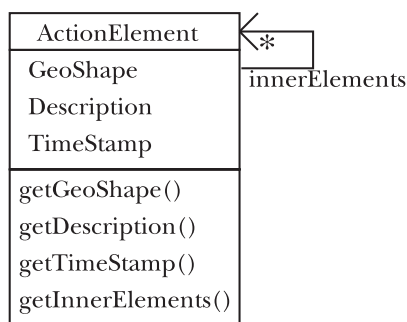 ActionElement
*
innerElements
GeoShape
Description
TimeStamp
getGeoShape()
getDescription()
getTimeStamp()
getInnerElements()